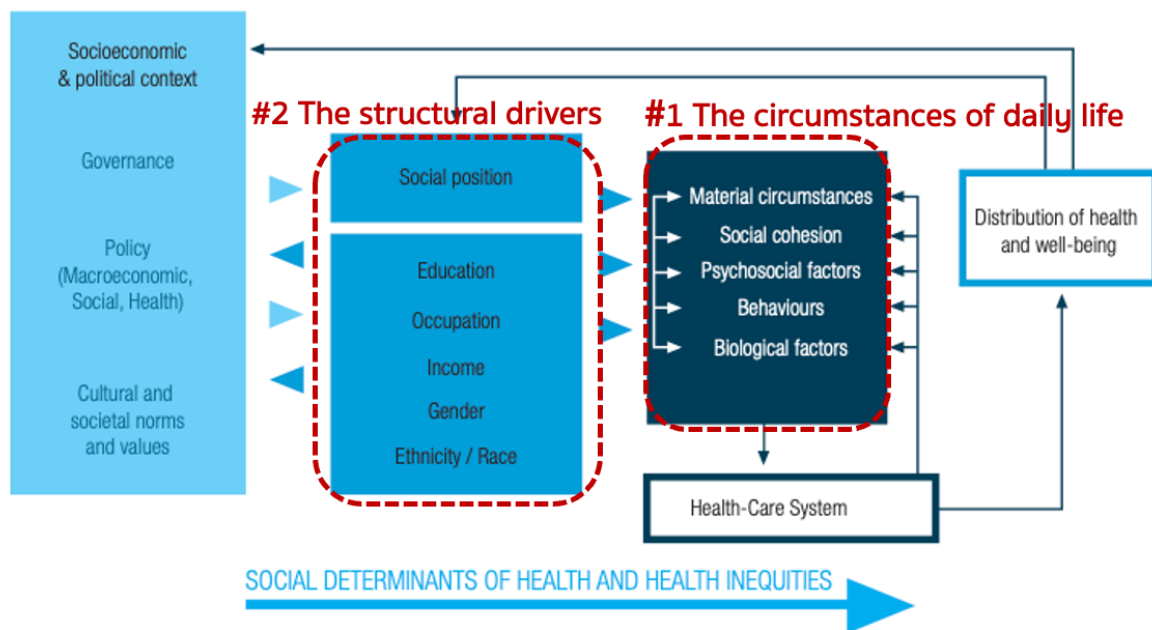 Socioeconomic
& political context
Governance
Policy
(Macroeconomic,
Social, Health)
Cultural and
societal norms
and values
#2 The structural drivers
Social position
Education
Occupation
Income
Gender
Ethnicity / Race
#1 The circumstances of daily life
Material circumstances
Social cohesion
Psychosocial factors
Behaviours
Biological factors
Health-Care System
Distribution of health
and well-being
SOCIAL DETERMINANTS OF HEALTH AND HEALTH INEQUITIES